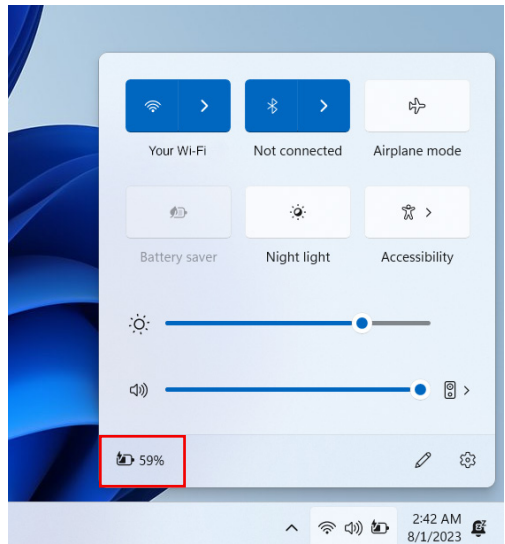 Your Wi-Fi Not connected Airplane mode
Battery saver Night light Accessibility
59%
2:42 AM
8/1/2023